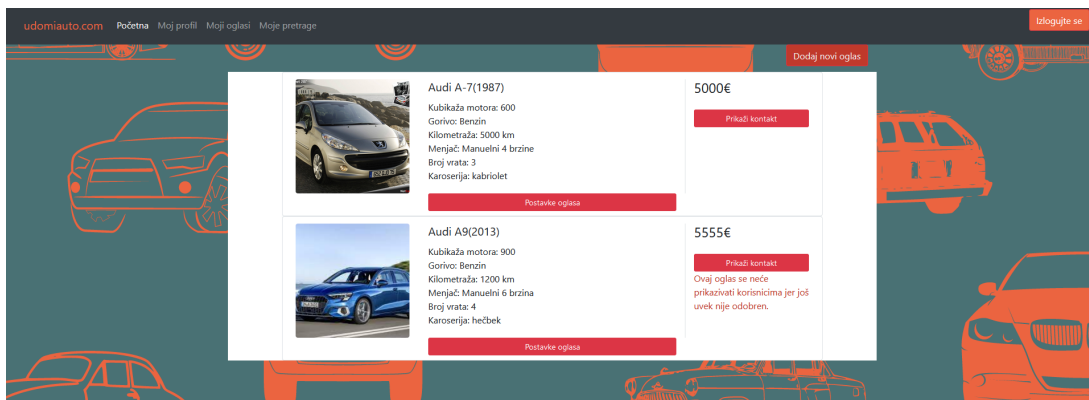 udomiauto.com Početna Moj profil Moji oglasi Moje pretrage Izlogujte se
Dodaj novi oglas
Audi A-7(1987)
Kubikaža motora: 600
Gorivo: Benzin
Kilometraža: 5000 km
Menjač: Manuelni 4 brzine
Broj vrata: 3
Karoserija: kabriolet
Postavke oglasa
5000€
Prikaži kontakt
Audi A9(2013)
Kubikaža motora: 900
Gorivo: Benzin
Kilometraža: 1200 km
Menjač: Manuelni 6 brzina
Broj vrata: 4
Karoserija: hečbek
Postavke oglasa
5555€
Prikaži kontakt
Ovaj oglas se neće
prikazivati korisnicima jer još
uvek nije odobren.